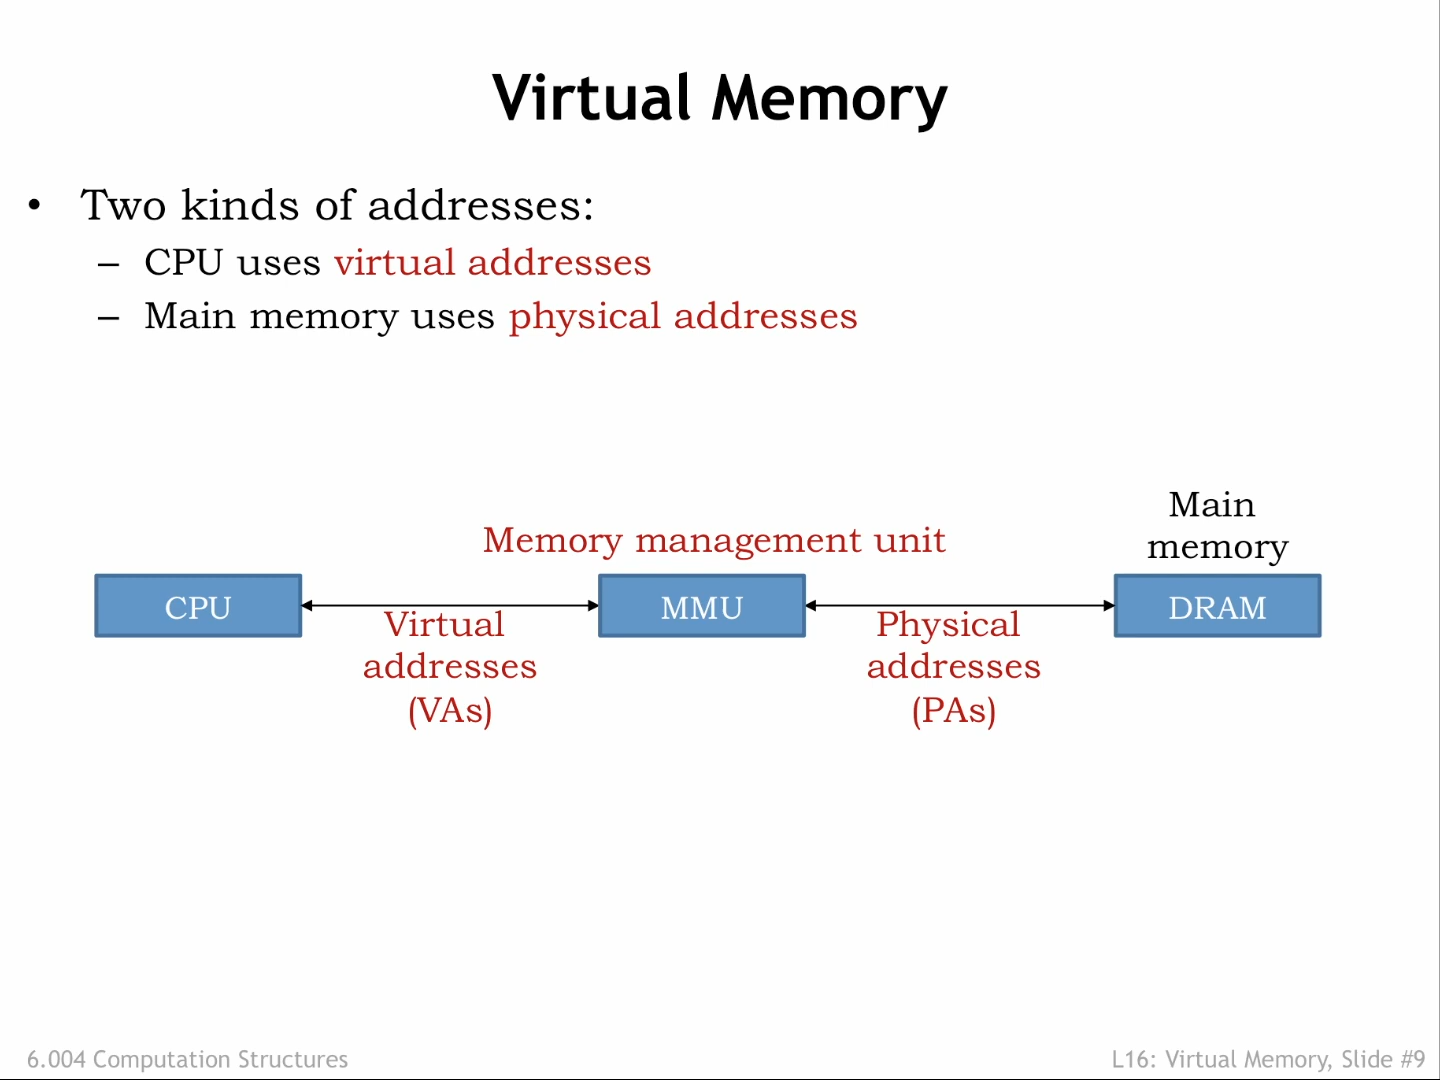 Virtual Memory
• Two kinds of addresses:
– CPU uses virtual addresses
– Main memory uses physical addresses
Main
memory
Memory management unit
CPU
MMU
DRAM
Virtual
addresses
(VAs)
Physical
addresses
(PAs)
6.004 Computation Structures
L16: Virtual Memory, Slide #9